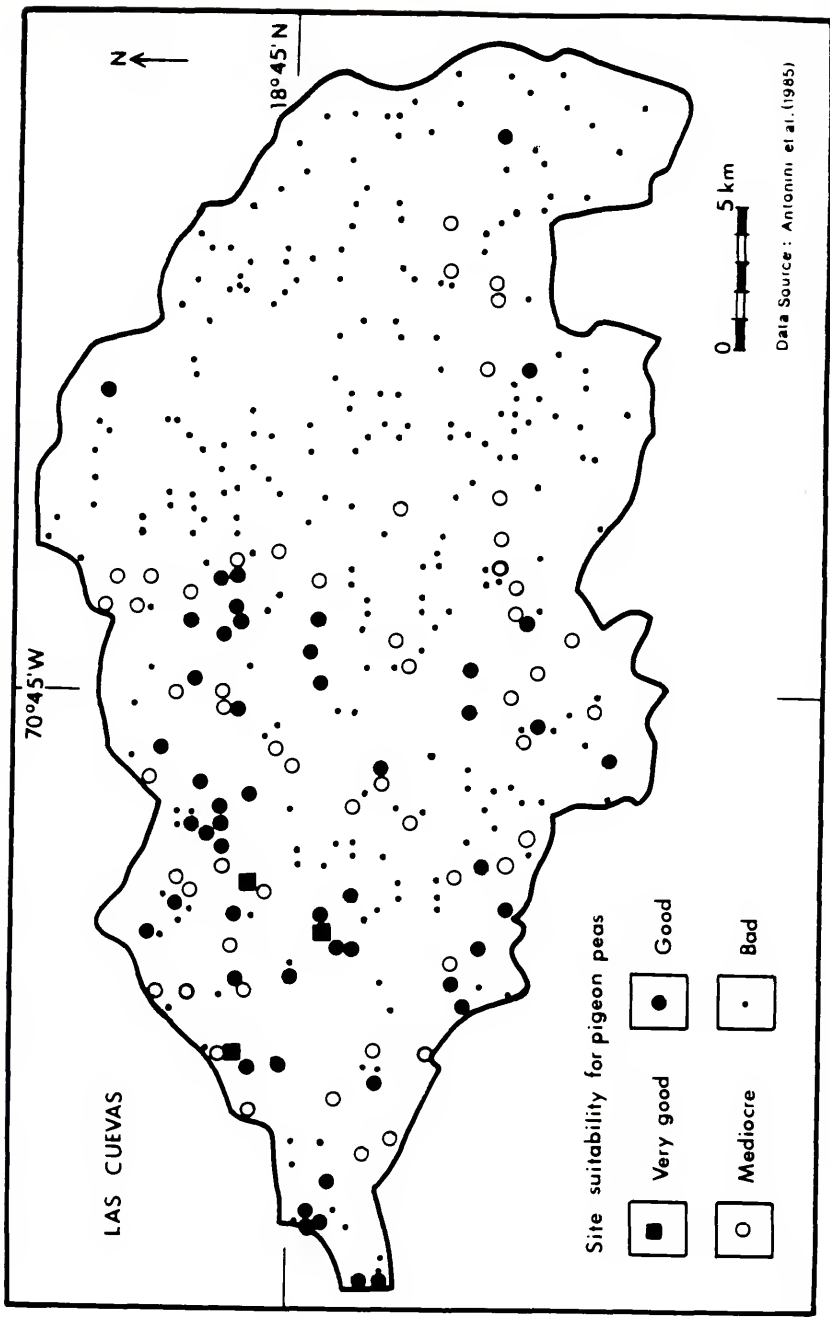 LAS CUEVAS
70°45'W
N
18°45'N
Site suitability for pigeon peas
Very good
Good
Mediocre
Bad
0 5 km
Data Source : Antonini et al. (1985)